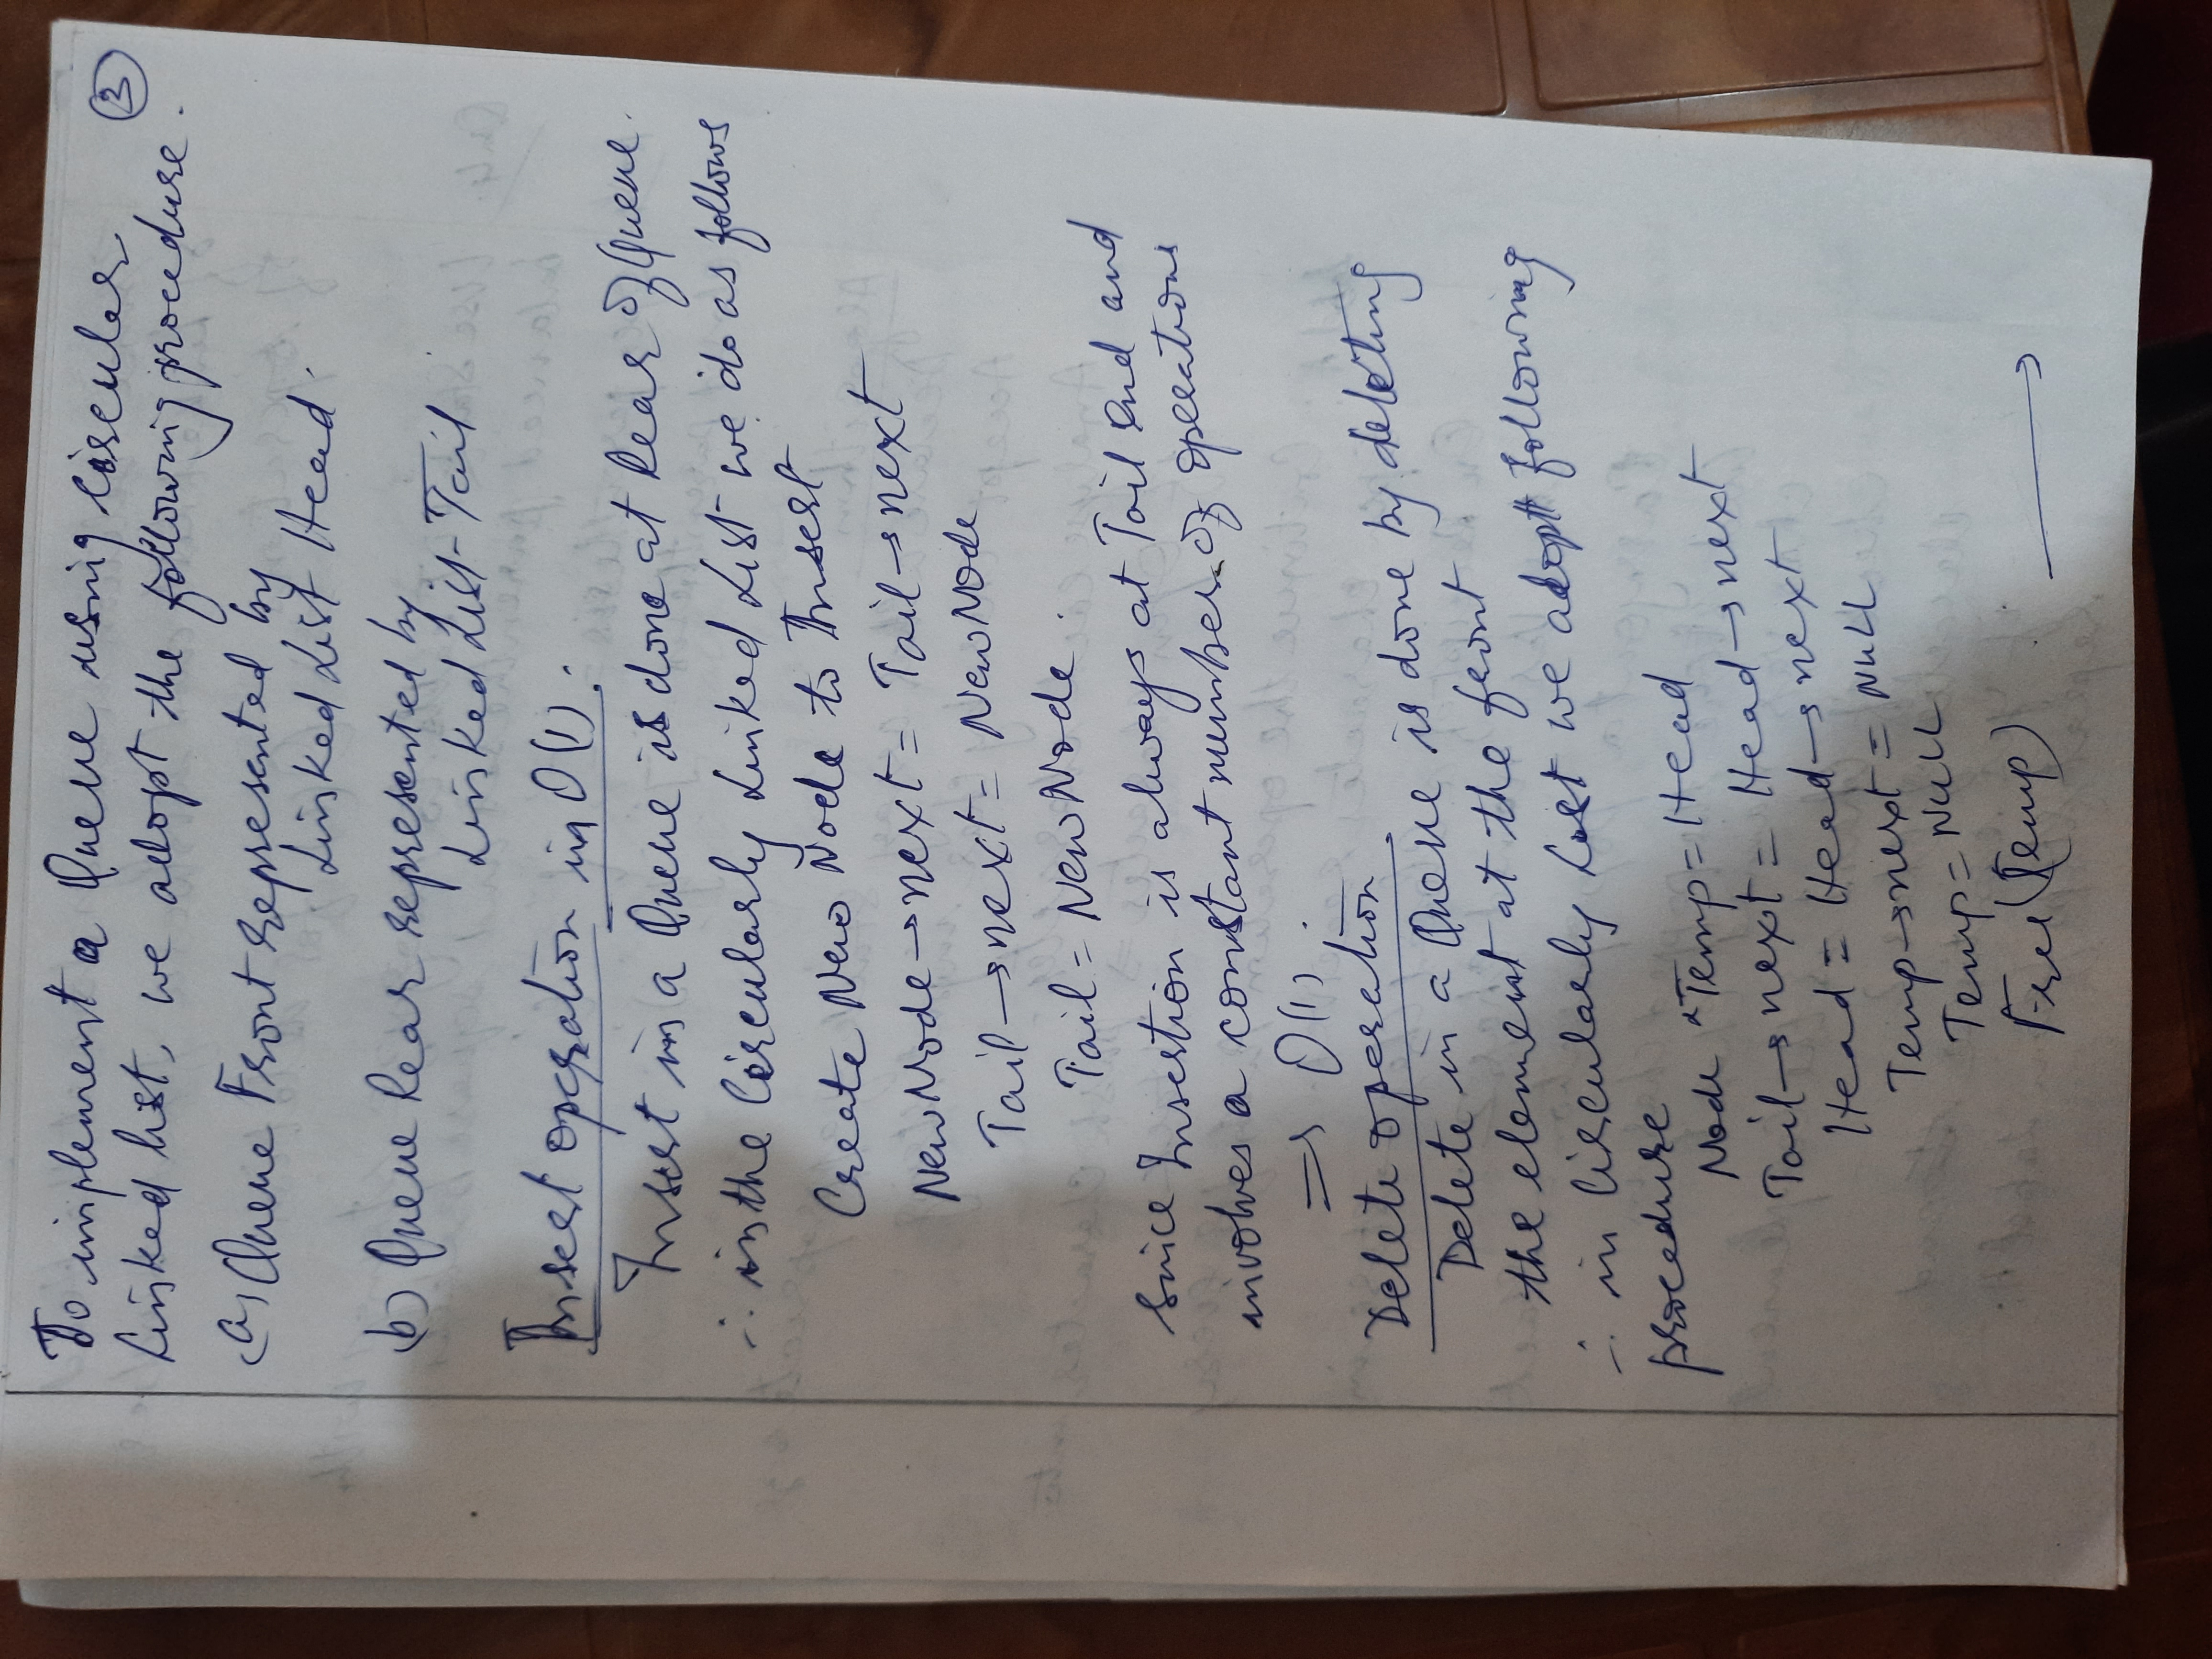 To implement a Queue using Circular
Linked list, we adopt the following procedure.
3
(a) Queue Front represented by
Linked List Head.
(b) Queue Rear represented by
Linked List Tail
Insert operation in O(1).
Insert in a Queue is done at Rear of Queue.
∴ in the Circularly Linked List we do as follows
Create New Node to Insert
NewNode→next = Tail→next
Tail→next = NewNode
Tail = NewNode.
Since Insertion is always at Tail end and
involves a constant number of operations
⇒ O(1).
Delete operation
Delete in a Queue is done by deleting
the element at the front
∴ in Circularly List we adopt following
procedure
Node *Temp = Head
Tail→next = Head→next
Head = Head→next
Temp→next = Null
Temp = Null
Free(Temp)
→